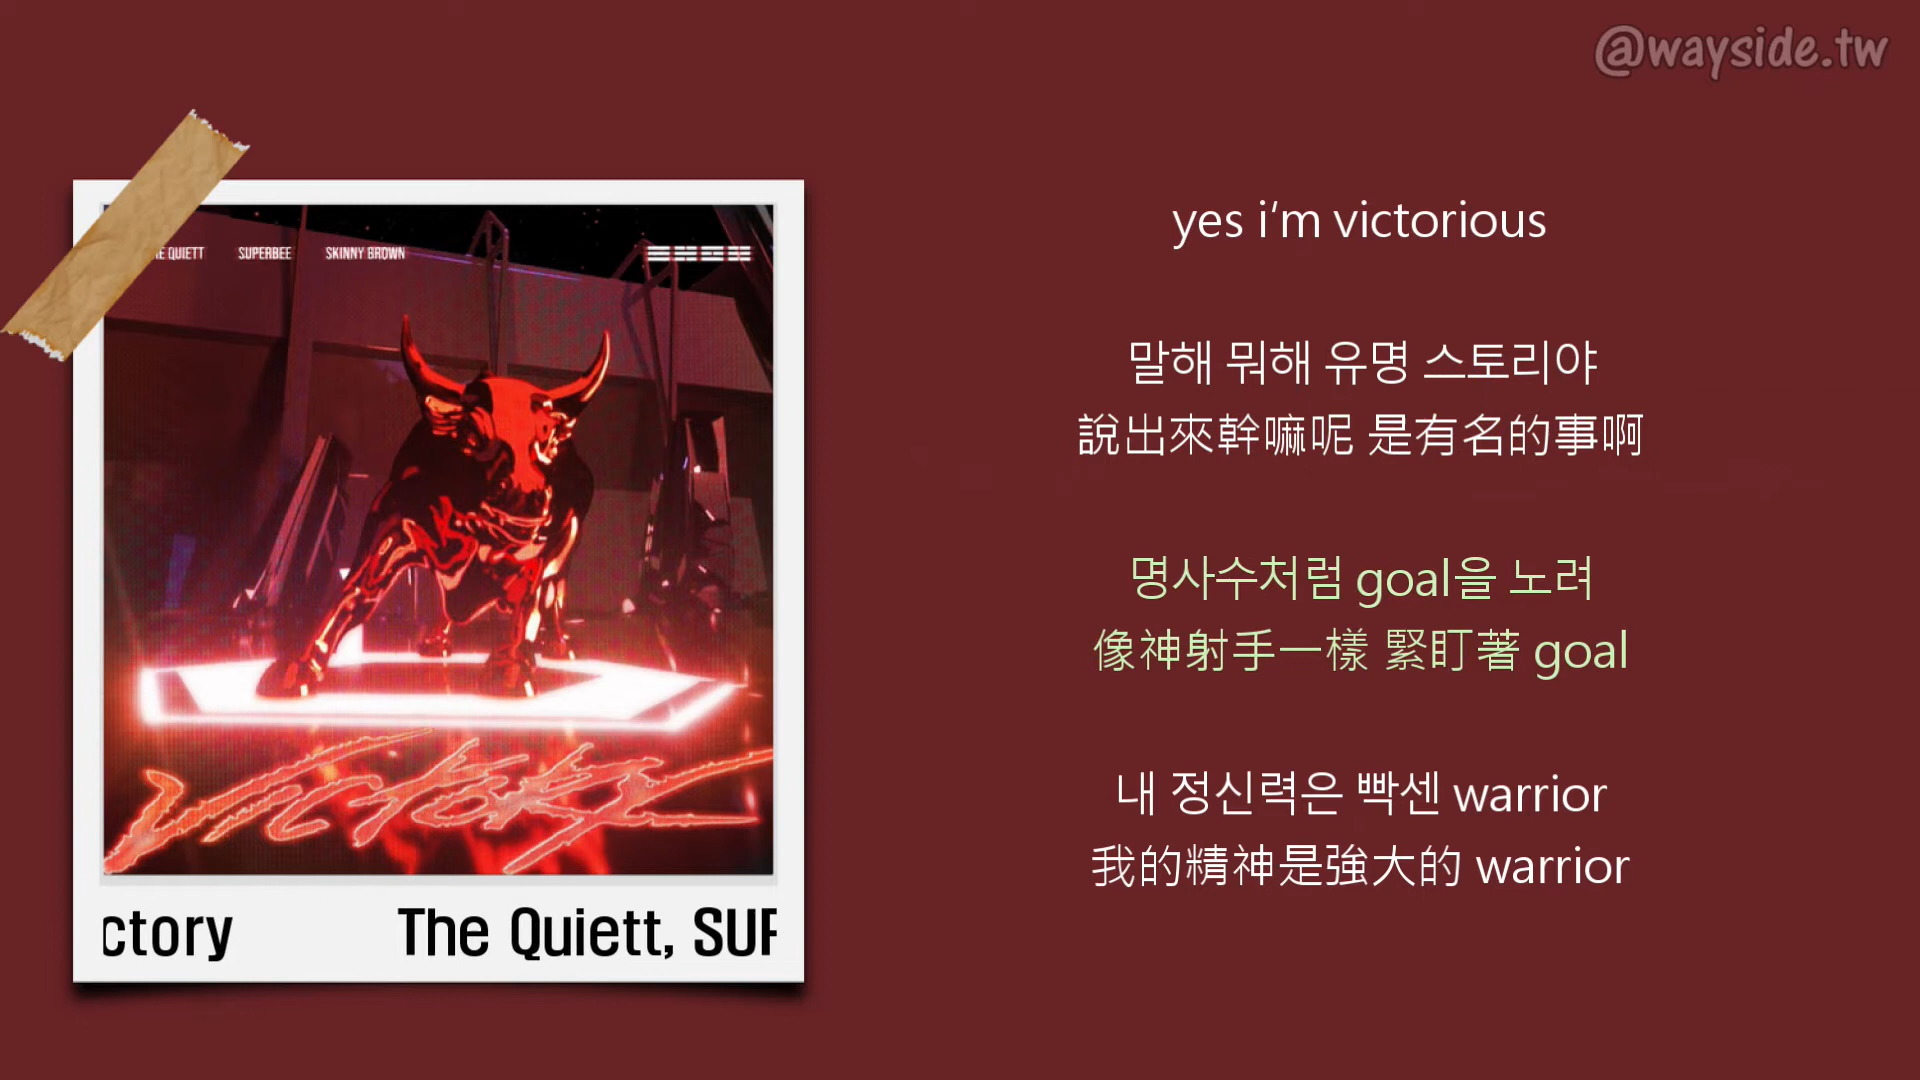 @wayside.tw
QUIETT SUPERBEE SKINNY BROWN
Victory
ctory The Quiett, SUP
yes i'm victorious
말해 뭐해 유명 스토리야
說出來幹嘛呢 是有名的事啊
명사수처럼 goal을 노려
像神射手一樣 緊盯著 goal
내 정신력은 빡센 warrior
我的精神是強大的 warrior